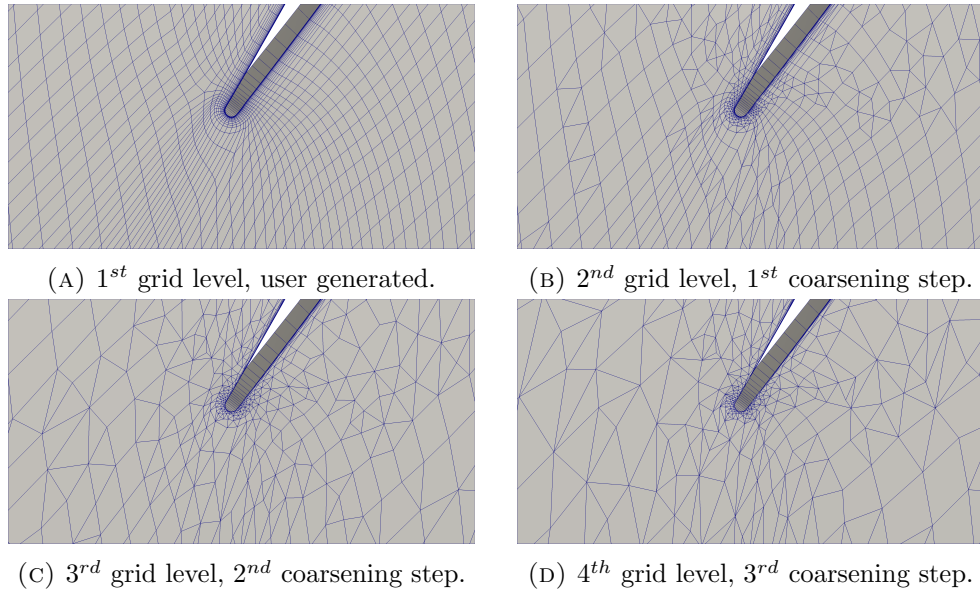 (A) 1st grid level, user generated.
(B) 2nd grid level, 1st coarsening step.
(C) 3rd grid level, 2nd coarsening step.
(D) 4th grid level, 3rd coarsening step.